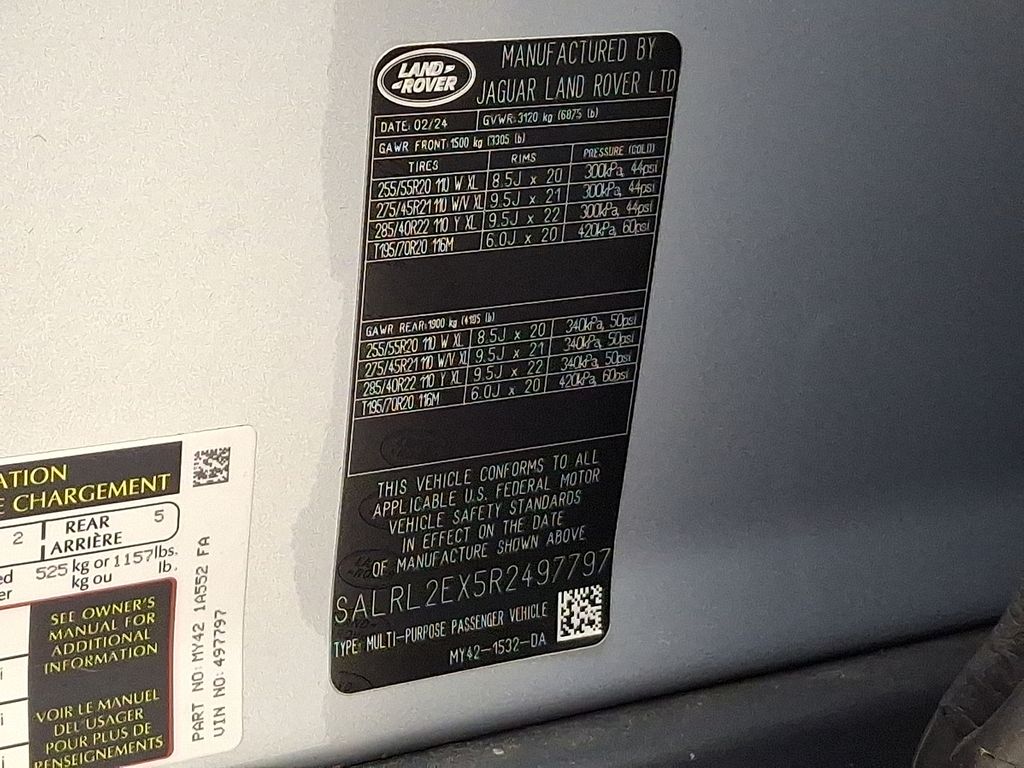 LAND
ROVER
MANUFACTURED BY
JAGUAR LAND ROVER LTD
DATE: 02/24 GVWR: 3120 kg (6875 lb)
GAWR FRONT: 1500 kg (3305 lb)
TIRES RIMS PRESSURE (COLD)
255/55R20 110 W XL 8.5J x 20 300kPa, 44psi
275/45R21 110 W/V XL 9.5J x 21 300kPa, 44psi
285/40R22 110 Y XL 9.5J x 22 300kPa, 44psi
T195/70R20 116M 6.0J x 20 420kPa, 60psi
GAWR REAR: 1900 kg (4185 lb)
255/55R20 110 W XL 8.5J x 20 340kPa, 50psi
275/45R21 110 W/V XL 9.5J x 21 340kPa, 50psi
285/40R22 110 Y XL 9.5J x 22 340kPa, 50psi
T195/70R20 116M 6.0J x 20 420kPa, 60psi
THIS VEHICLE CONFORMS TO ALL
APPLICABLE U.S. FEDERAL MOTOR
VEHICLE SAFETY STANDARDS
IN EFFECT ON THE DATE
OF MANUFACTURE SHOWN ABOVE
SALRL2EX5R2497797
TYPE: MULTI-PURPOSE PASSENGER VEHICLE
MY42-1532-DA
ATION
E CHARGEMENT
2 REAR 5
ARRIÈRE
ed 525 kg or 1157 lbs.
er kg ou lb.
SEE OWNER'S
MANUAL FOR
ADDITIONAL
INFORMATION
VOIR LE MANUEL
DEL'USAGER
POUR PLUS DE
RENSEIGNEMENTS
PART NO: MY42 1A552 FA
VIN NO: 497797